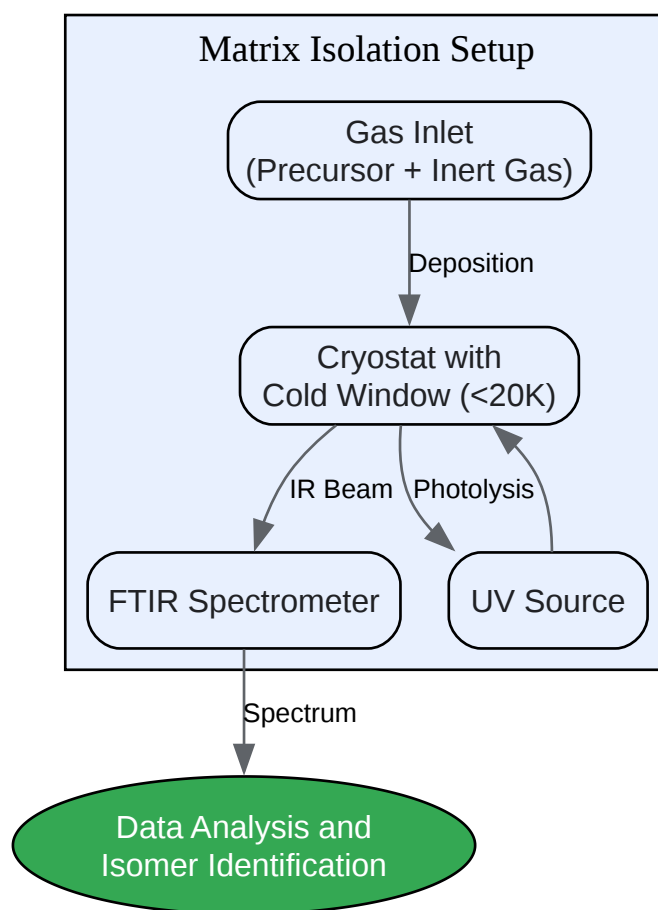 Matrix Isolation Setup
Gas Inlet
(Precursor + Inert Gas)
Deposition
Cryostat with
Cold Window (<20K)
IR Beam
Photolysis
FTIR Spectrometer
UV Source
Spectrum
Data Analysis and
Isomer Identification